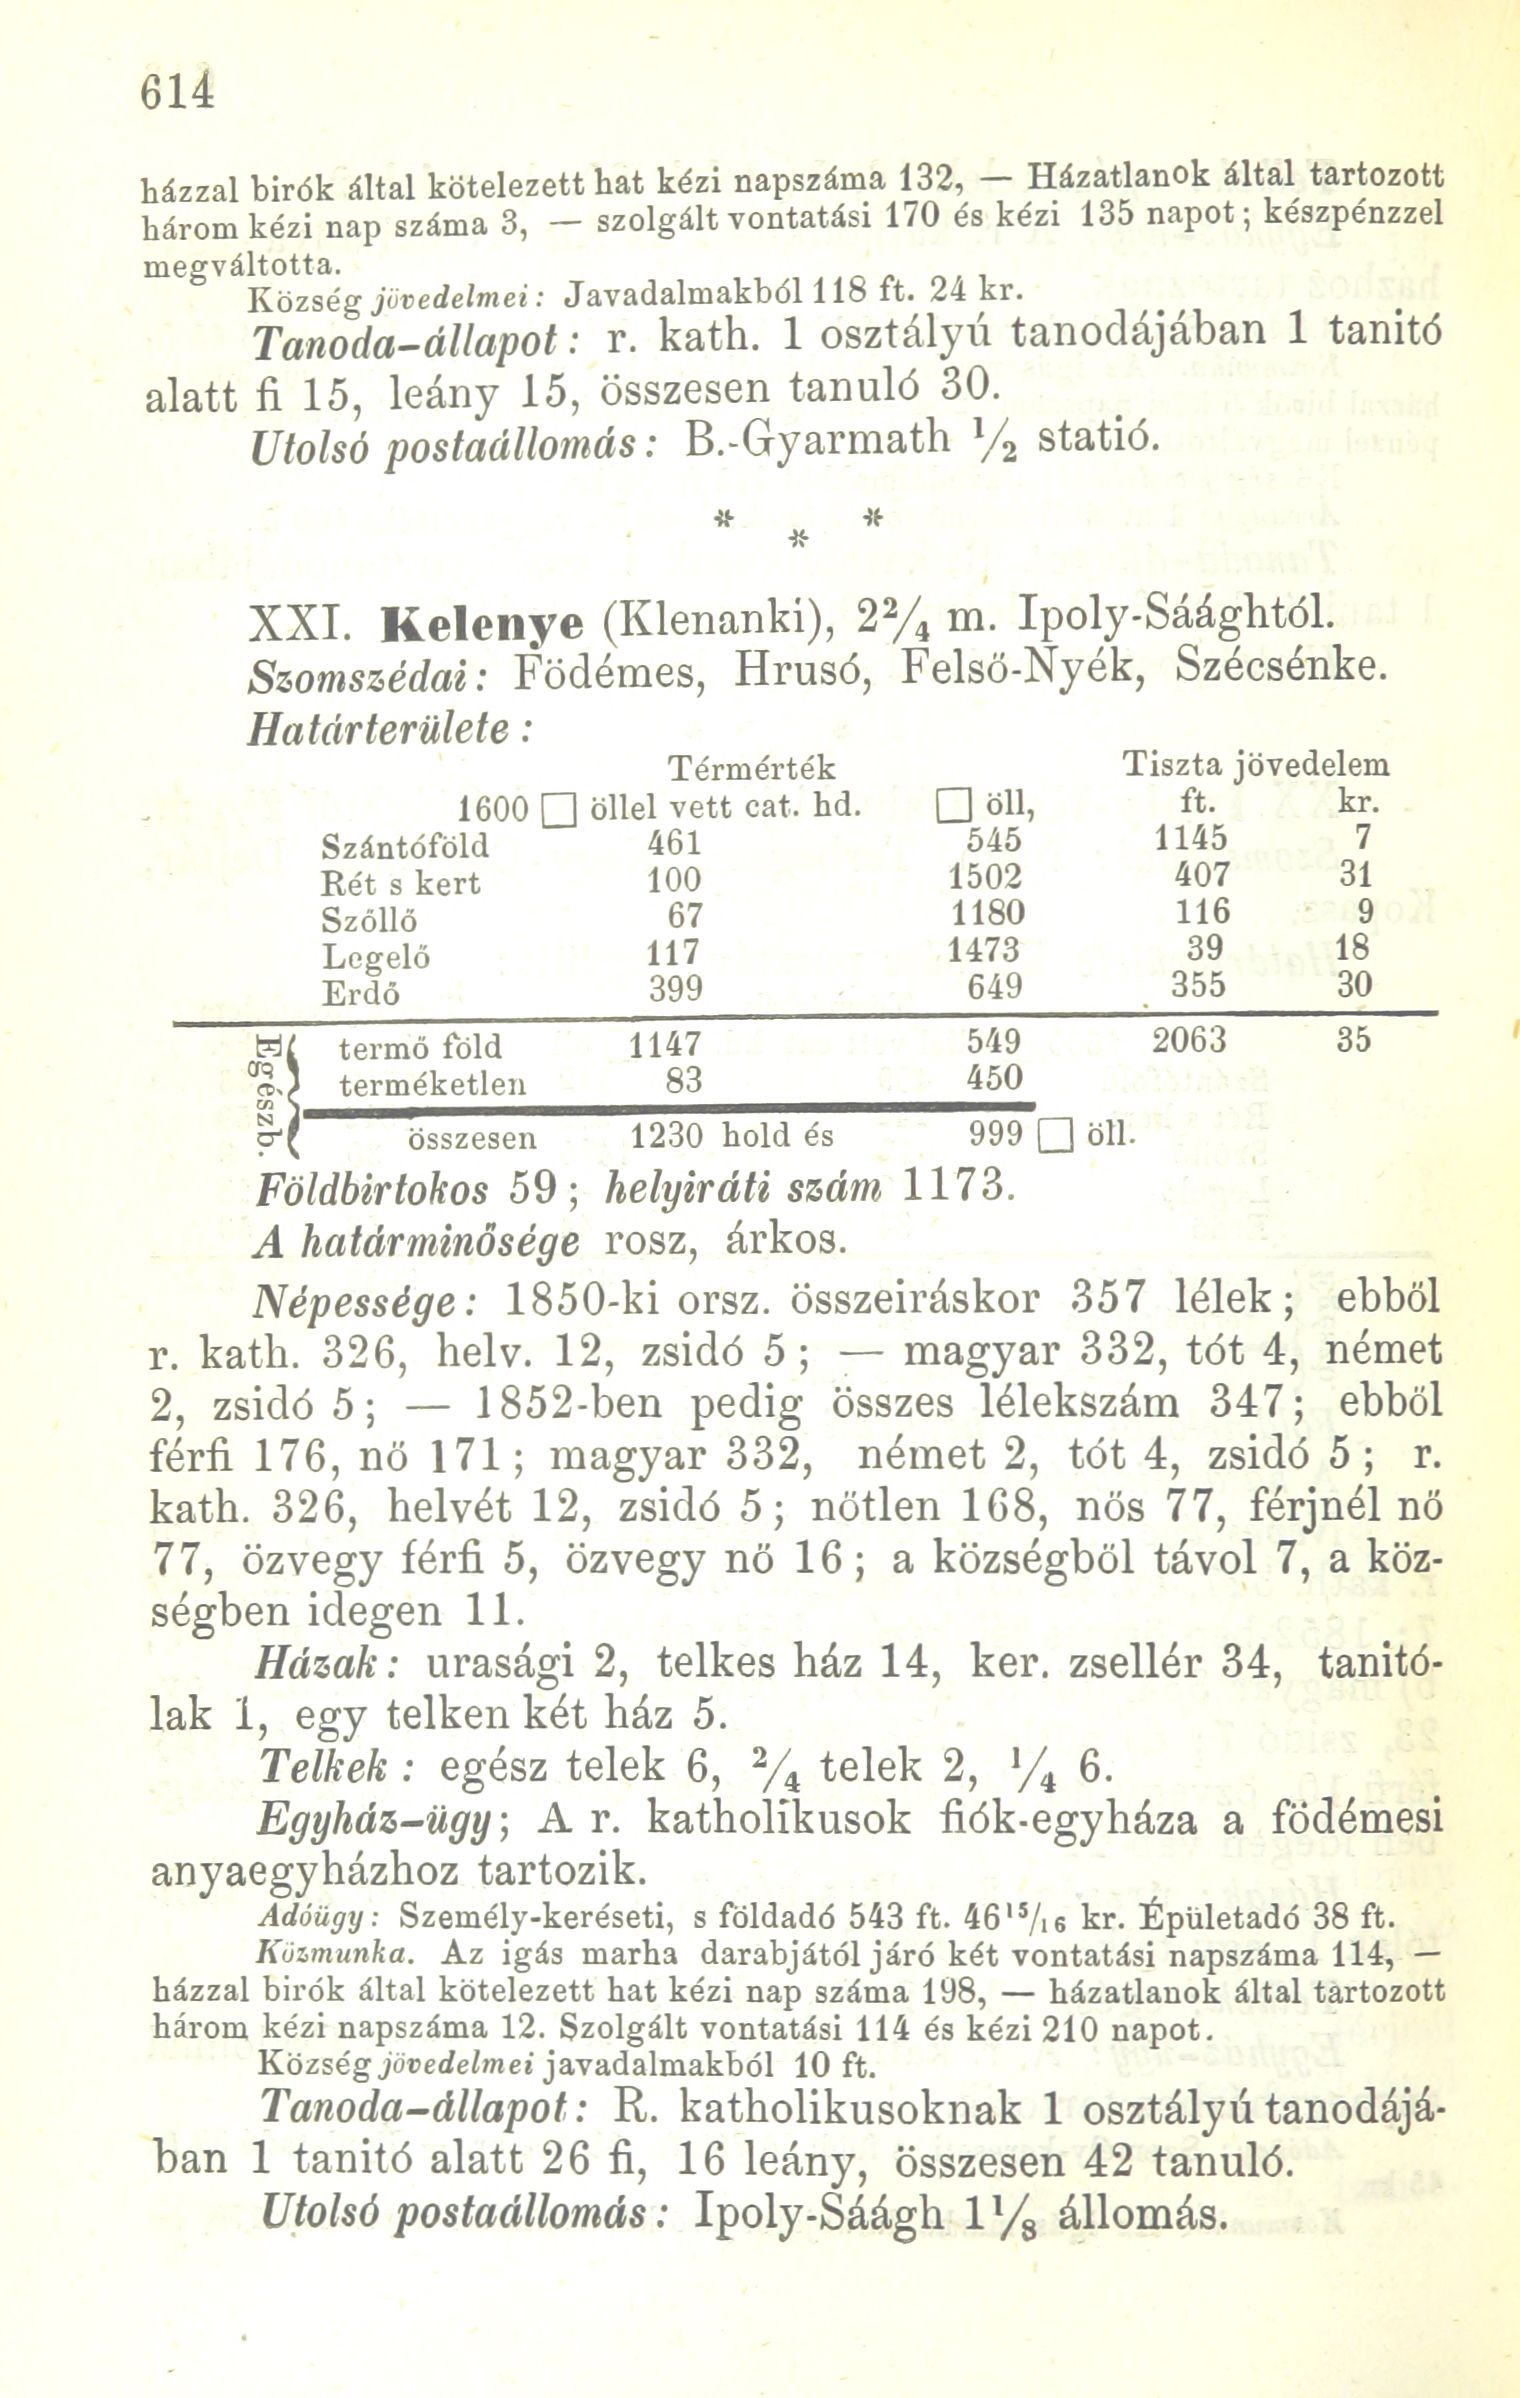 614
házzal birók által kötelezett hat kézi napszáma 132, — Házatlanok által tartozott
három kézi nap száma 3, — szolgált vontatási 170 és kézi 135 napot; készpénzzel
megváltotta.
Község jövedelmei: Javadalmakból 118 ft. 24 kr.
Tanoda-állapot: r. kath. 1 osztályú tanodájában 1 tanitó
alatt fi 15, leány 15, összesen tanuló 30.
Utolsó postaállomás: B.-Gyarmath ½ statió.
* * *
XXI. Kelenye (Klenanki), 2²/₄ m. Ipoly-Sáághtól.
Szomszédai: Födémes, Hrusó, Felső-Nyék, Szécsénke.
Határterülete:
Térmérték Tiszta jövedelem
1600 □ öllel vett cat. hd. □ öll, ft. kr.
Szántóföld 461 545 1145 7
Rét s kert 100 1502 407 31
Szőllő 67 1180 116 9
Legelő 117 1473 39 18
Erdő 399 649 355 30
Egészb.
termő föld 1147 549 2063 35
terméketlen 83 450
összesen 1230 hold és 999 □ öll.
Földbirtokos 59; helyiráti szám 1173.
A határminősége rosz, árkos.
Népessége: 1850-ki orsz. összeiráskor 357 lélek; ebből
r. kath. 326, helv. 12, zsidó 5; — magyar 332, tót 4, német
2, zsidó 5; — 1852-ben pedig összes lélekszám 347; ebből
férfi 176, nő 171; magyar 332, német 2, tót 4, zsidó 5; r.
kath. 326, helvét 12, zsidó 5; nőtlen 168, nős 77, férjnél nő
77, özvegy férfi 5, özvegy nő 16; a községből távol 7, a köz-
ségben idegen 11.
Házak: urasági 2, telkes ház 14, ker. zsellér 34, tanitó-
lak 1, egy telken két ház 5.
Telkek: egész telek 6, ²/₄ telek 2, ¼ 6.
Egyház-ügy; A r. katholikusok fiók-egyháza a födémesi
anyaegyházhoz tartozik.
Adóügy: Személy-kereseti, s földadó 543 ft. 46¹⁵/₁₆ kr. Épületadó 38 ft.
Közmunka. Az igás marha darabjától járó két vontatási napszáma 114, —
házzal birók által kötelezett hat kézi nap száma 198, — házatlanok által tartozott
három kézi napszáma 12. Szolgált vontatási 114 és kézi 210 napot.
Község jövedelmei javadalmakból 10 ft.
Tanoda-állapot: R. katholikusoknak 1 osztályú tanodájá-
ban 1 tanitó alatt 26 fi, 16 leány, összesen 42 tanuló.
Utolsó postaállomás: Ipoly-Sáágh 1⅛ állomás.